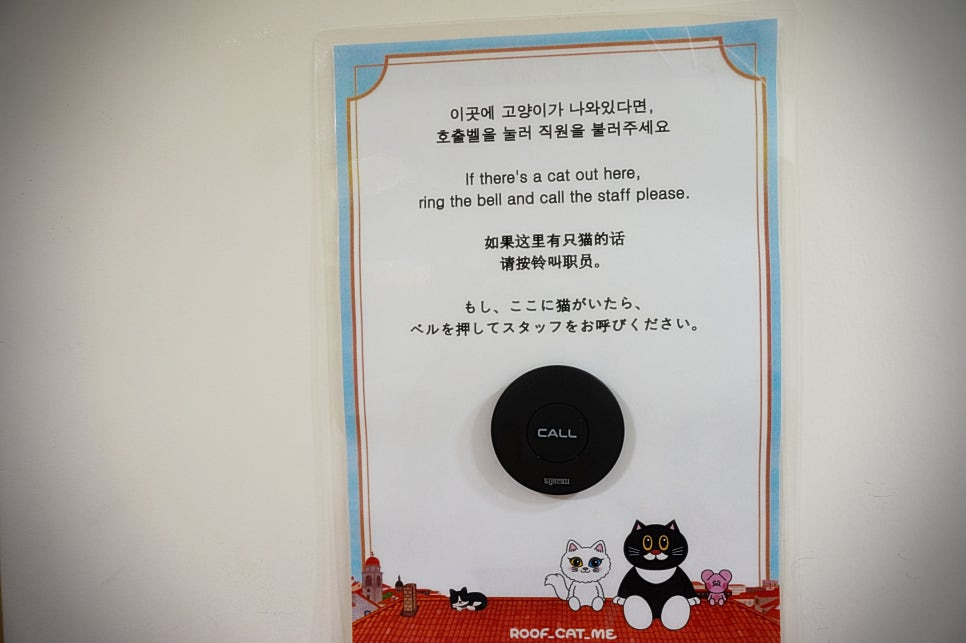 이곳에 고양이가 나와있다면,
호출벨을 눌러 직원을 불러주세요
If there's a cat out here,
ring the bell and call the staff please.
如果这里有只猫的话
请按铃叫职员。
もし、ここに猫がいたら、
ベルを押してスタッフをお呼びください。
CALL
syscall
ROOF_CAT_ME